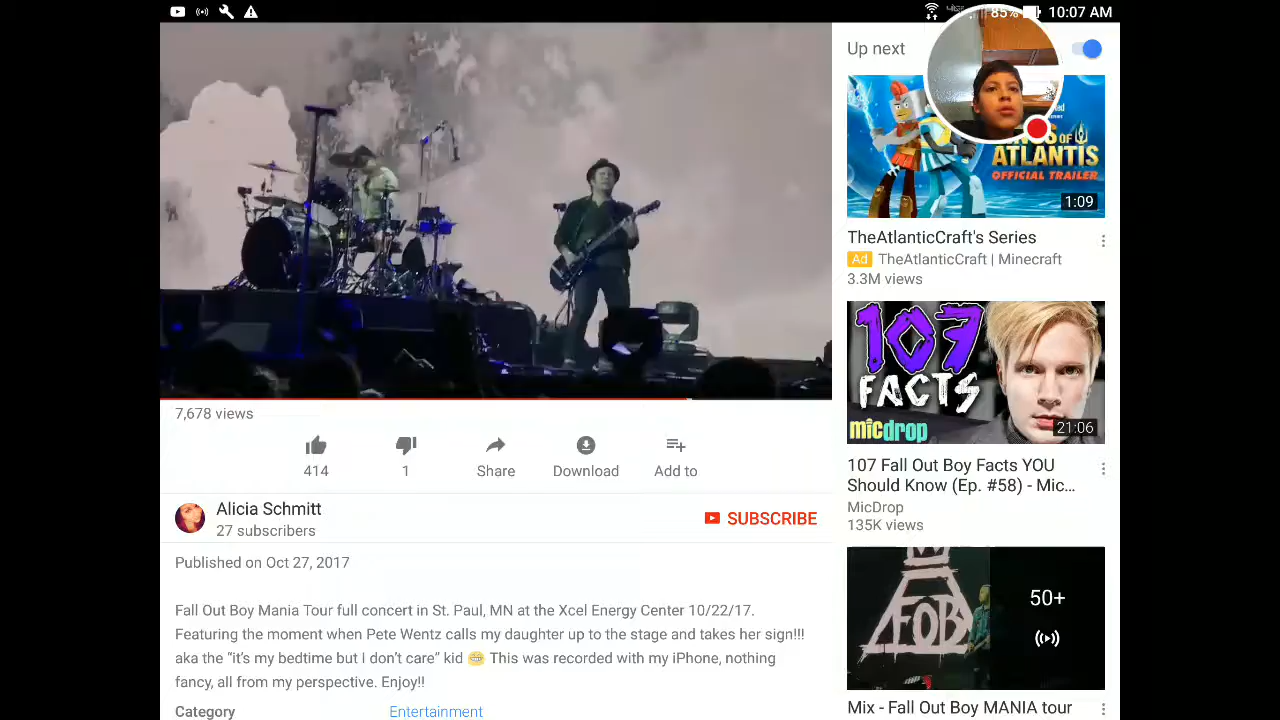 85% 10:07 AM
Up next
OF
ATLANTIS
OFFICIAL TRAILER
1:09
TheAtlanticCraft's Series
Ad TheAtlanticCraft | Minecraft
3.3M views
107
FACTS
micdrop
21:06
107 Fall Out Boy Facts YOU
Should Know (Ep. #58) - Mic...
MicDrop
135K views
FOB
50+
Mix - Fall Out Boy MANIA tour
7,678 views
414
1
Share
Download
Add to
Alicia Schmitt
27 subscribers
SUBSCRIBE
Published on Oct 27, 2017
Fall Out Boy Mania Tour full concert in St. Paul, MN at the Xcel Energy Center 10/22/17.
Featuring the moment when Pete Wentz calls my daughter up to the stage and takes her sign!!!
aka the “it’s my bedtime but I don’t care” kid 😁 This was recorded with my iPhone, nothing
fancy, all from my perspective. Enjoy!!
Category Entertainment